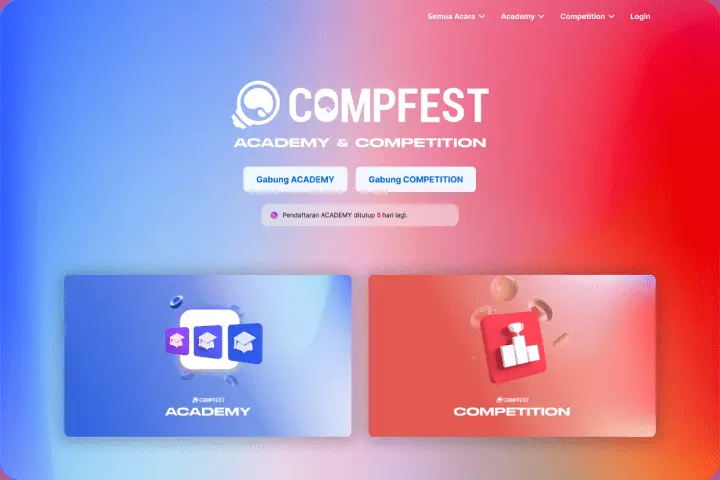 Semua Acara Academy Competition Login
COMPFEST
ACADEMY & COMPETITION
Gabung ACADEMY Gabung COMPETITION
Pendaftaran ACADEMY ditutup 5 hari lagi.
COMPFEST
ACADEMY
COMPFEST
COMPETITION